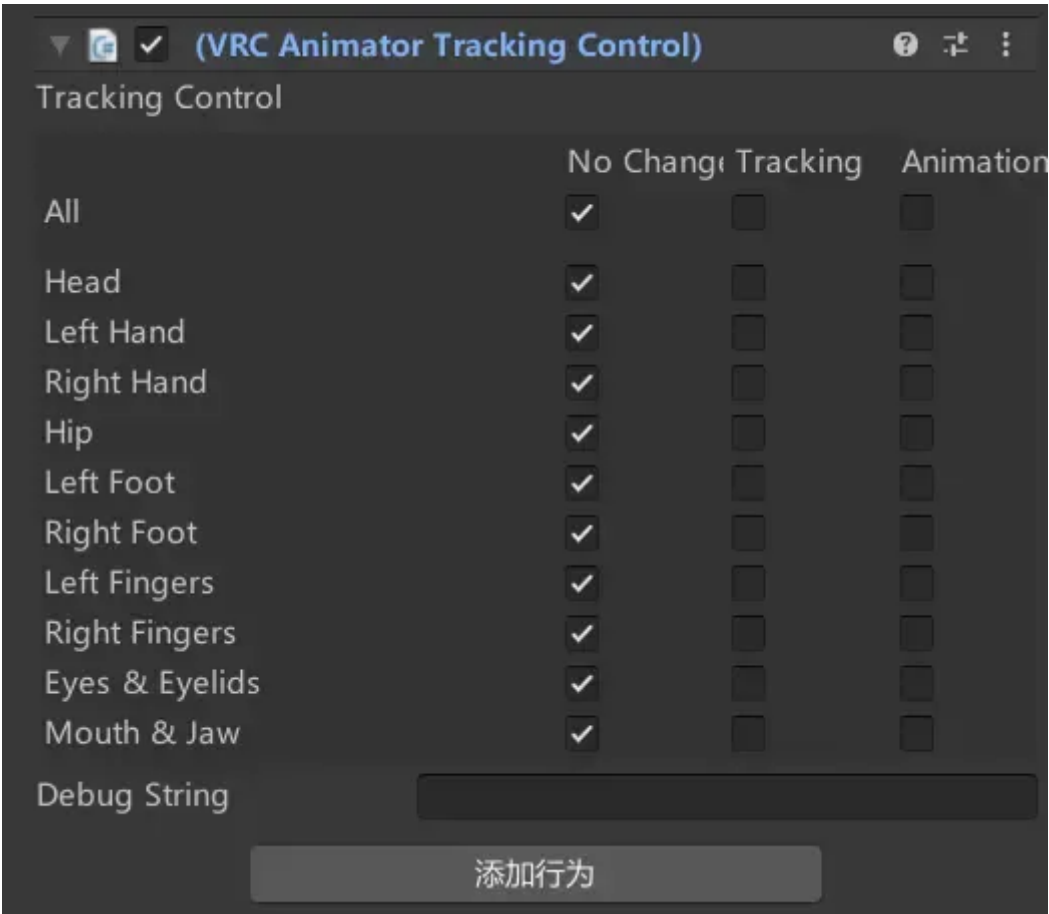 (VRC Animator Tracking Control)
Tracking Control
No Change Tracking Animation
All
Head
Left Hand
Right Hand
Hip
Left Foot
Right Foot
Left Fingers
Right Fingers
Eyes & Eyelids
Mouth & Jaw
Debug String
添加行为